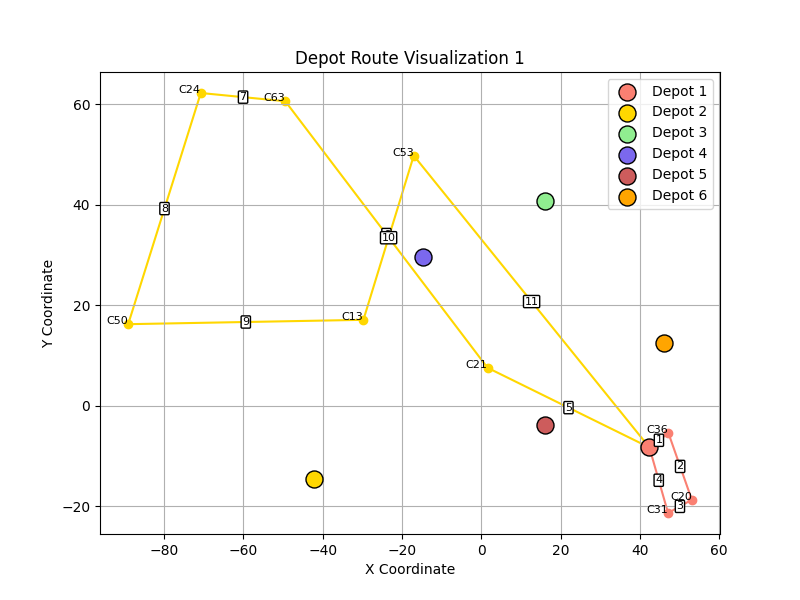 Depot Route Visualization 1
Depot 1
Depot 2
Depot 3
Depot 4
Depot 5
Depot 6
C24
7
C63
C53
8
10
11
C50
9
C13
C21
5
C36
1
2
4
C20
3
C31
60
40
20
0
−20
Y Coordinate
−80
−60
−40
−20
0
20
40
60
X Coordinate